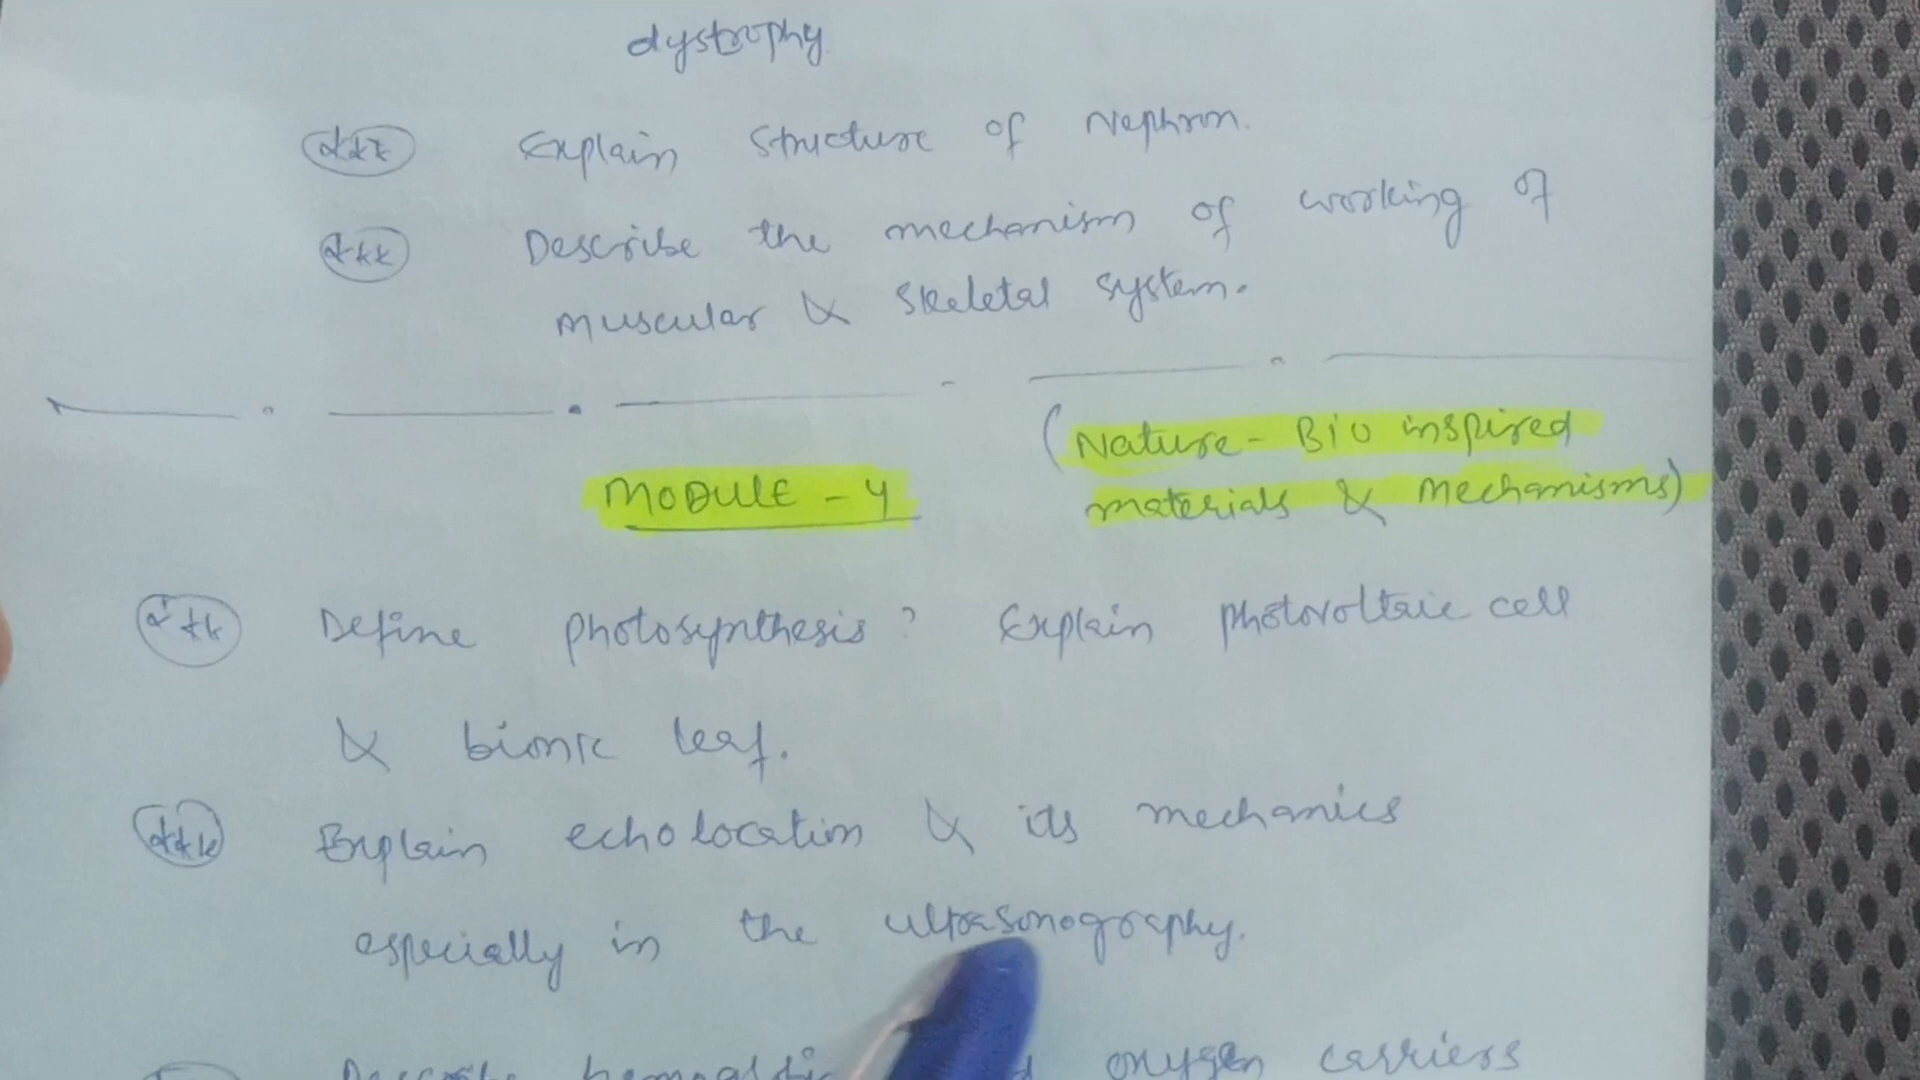 dystrophy.
*** Explain structure of Nephron.
*** Describe the mechanism of working of
muscular & skeletal system.
(Nature - Bio inspired
MODULE - 4 materials & mechanisms)
*** Define photosynthesis? Explain photovoltaic cell
& bionic leaf.
*** Explain echolocation & its mechanics
especially in the ultrasonography.
Describe oxygen carriers